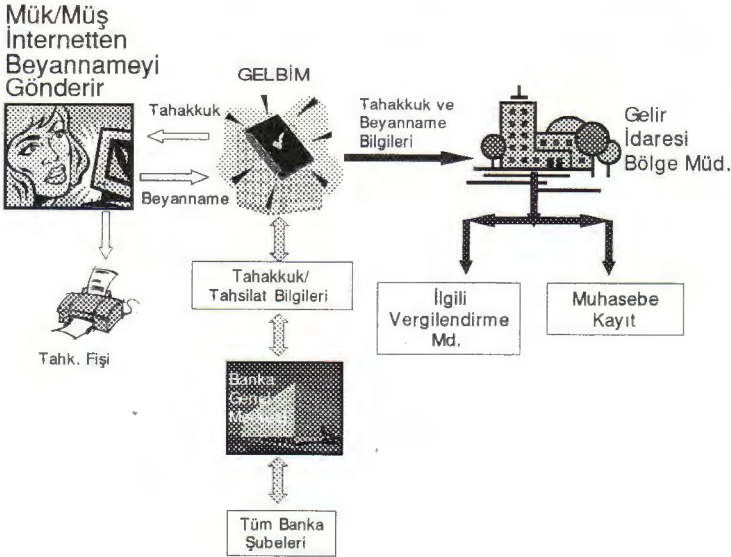 Mük/Müş
İnternetten
Beyannameyi
Gönderir
GELBİM
Tahakkuk
Beyanname
Tahakkuk ve
Beyanname
Bilgileri
Gelir
İdaresi
Bölge Müd.
Tahk. Fişi
Tahakkuk/
Tahsilat Bilgileri
İlgili
Vergilendirme
Md.
Muhasebe
Kayıt
Banka
Genel
Tüm Banka
Şubeleri